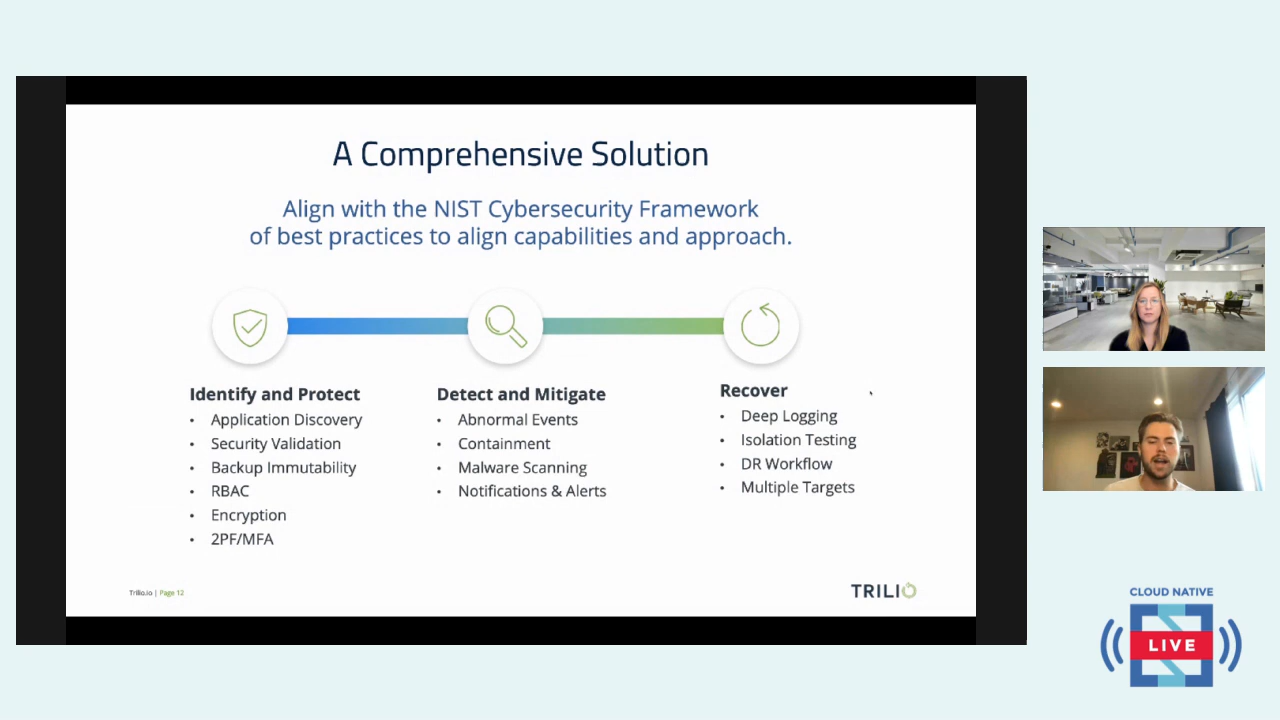 A Comprehensive Solution
Align with the NIST Cybersecurity Framework
of best practices to align capabilities and approach.
Identify and Protect
• Application Discovery
• Security Validation
• Backup Immutability
• RBAC
• Encryption
• 2PF/MFA
Detect and Mitigate
• Abnormal Events
• Containment
• Malware Scanning
• Notifications & Alerts
Recover
• Deep Logging
• Isolation Testing
• DR Workflow
• Multiple Targets
Trilio.io | Page 12
TRILIO
CLOUD NATIVE
LIVE